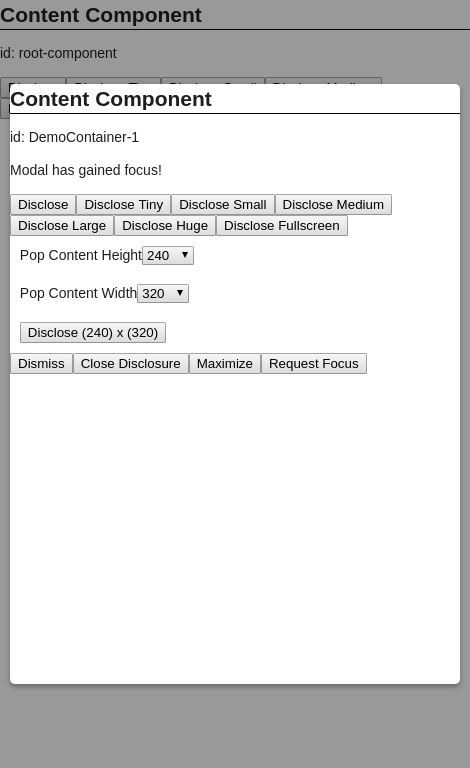 Content Component
id: root-component
Content Component
id: DemoContainer-1
Modal has gained focus!
Disclose Disclose Tiny Disclose Small Disclose Medium
Disclose Large Disclose Huge Disclose Fullscreen
Pop Content Height 240
Pop Content Width 320
Disclose (240) x (320)
Dismiss Close Disclosure Maximize Request Focus